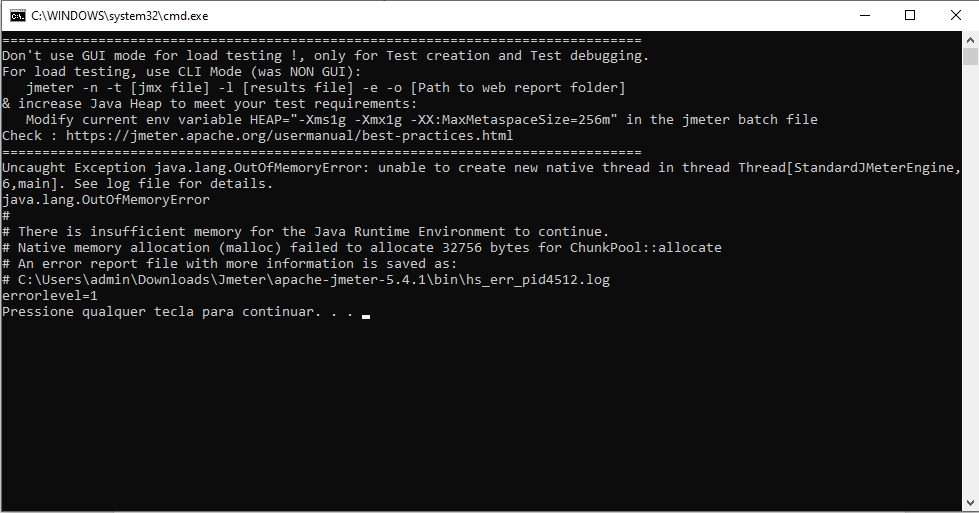 C:\WINDOWS\system32\cmd.exe
================================================================================
Don't use GUI mode for load testing !, only for Test creation and Test debugging.
For load testing, use CLI Mode (was NON GUI):
   jmeter -n -t [jmx file] -l [results file] -e -o [Path to web report folder]
& increase Java Heap to meet your test requirements:
   Modify current env variable HEAP="-Xms1g -Xmx1g -XX:MaxMetaspaceSize=256m" in the jmeter batch file
Check : https://jmeter.apache.org/usermanual/best-practices.html
================================================================================
Uncaught Exception java.lang.OutOfMemoryError: unable to create new native thread in thread Thread[StandardJMeterEngine,
6,main]. See log file for details.
java.lang.OutOfMemoryError
#
# There is insufficient memory for the Java Runtime Environment to continue.
# Native memory allocation (malloc) failed to allocate 32756 bytes for ChunkPool::allocate
# An error report file with more information is saved as:
# C:\Users\admin\Downloads\Jmeter\apache-jmeter-5.4.1\bin\hs_err_pid4512.log
errorlevel=1
Pressione qualquer tecla para continuar. . .